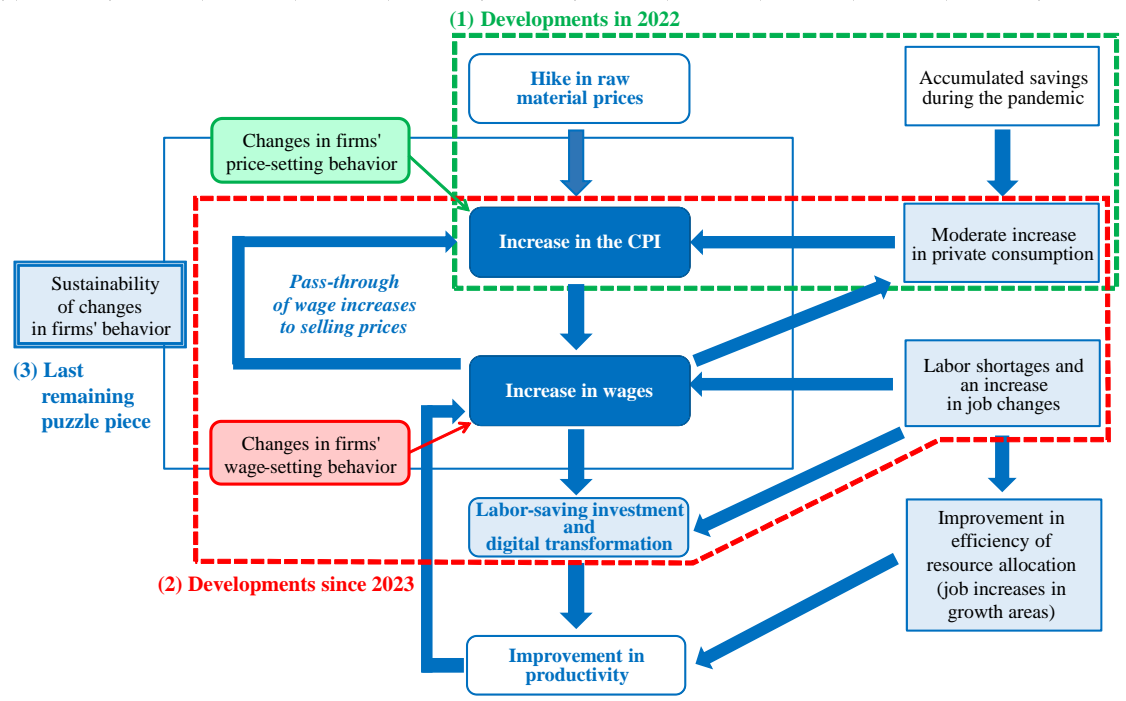 (1) Developments in 2022
Hike in raw
material prices
Accumulated savings
during the pandemic
Changes in firms'
price-setting behavior
Increase in the CPI
Moderate increase
in private consumption
Pass-through
of wage increases
to selling prices
Sustainability
of changes
in firms' behavior
(3) Last
remaining
puzzle piece
Increase in wages
Labor shortages and
an increase
in job changes
Changes in firms'
wage-setting behavior
Labor-saving investment
and
digital transformation
Improvement in
efficiency of
resource allocation
(job increases in
growth areas)
(2) Developments since 2023
Improvement in
productivity